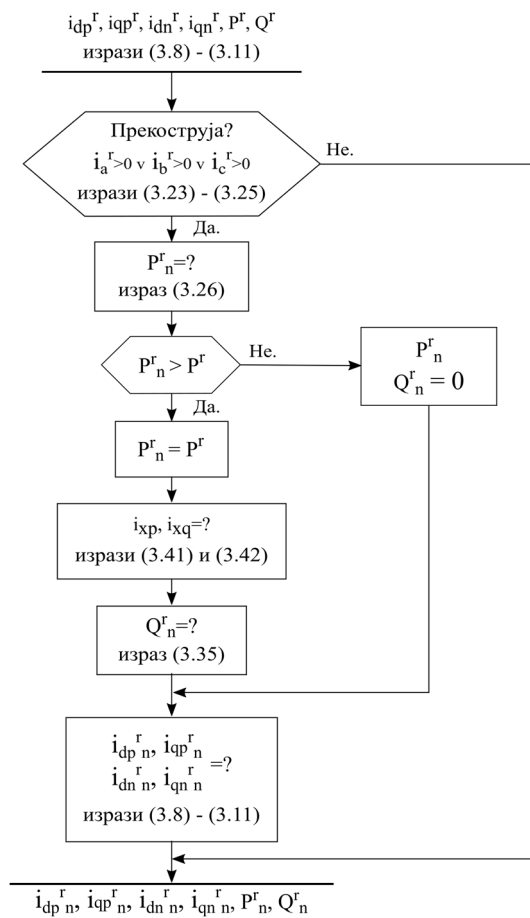 i_dp^r, i_qp^r, i_dn^r, i_qn^r, P^r, Q^r
изрази (3.8) - (3.11)
Прекоструја?
i_a^r>0 v i_b^r>0 v i_c^r>0
изрази (3.23) - (3.25)
Не.
Да.
P^r_n=?
израз (3.26)
P^r_n > P^r
Не.
P^r_n
Q^r_n = 0
Да.
P^r_n = P^r
i_xp, i_xq=?
изрази (3.41) и (3.42)
Q^r_n=?
израз (3.35)
i_dp^r_n, i_qp^r_n
i_dn^r_n, i_qn^r_n =?
изрази (3.8) - (3.11)
i_dp^r_n, i_qp^r_n, i_dn^r_n, i_qn^r_n, P^r_n, Q^r_n